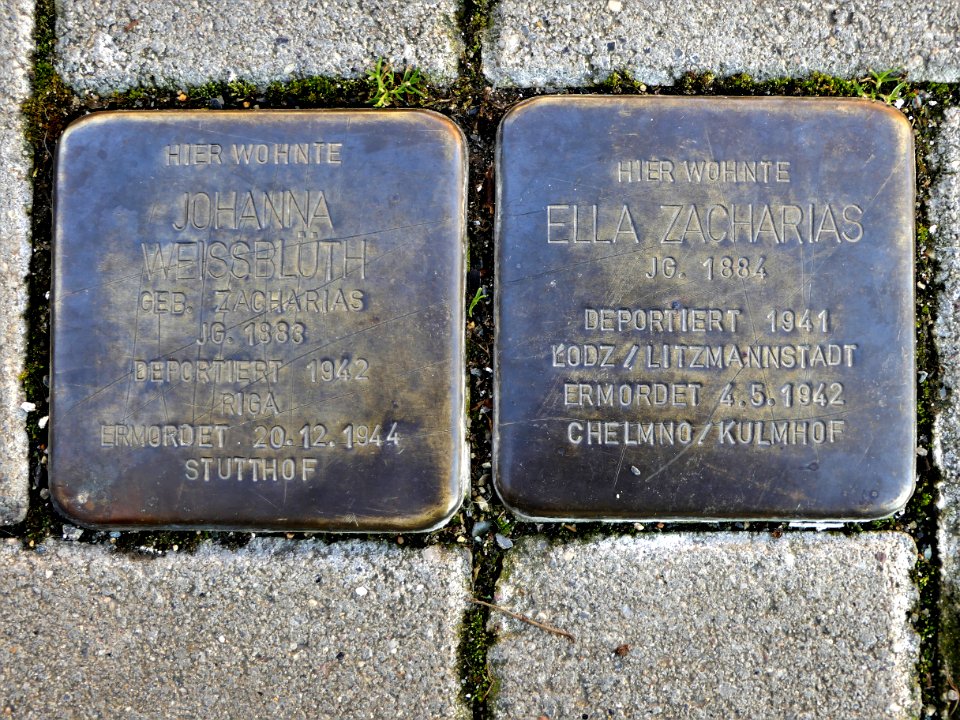 HIER WOHNTE
JOHANNA
WEISSBLÜTH
GEB. ZACHARIAS
JG. 1883
DEPORTIERT 1942
RIGA
ERMORDET 20.12.1944
STUTTHOF
HIER WOHNTE
ELLA ZACHARIAS
JG. 1884
DEPORTIERT 1941
ŁODZ/LITZMANNSTADT
ERMORDET 4.5.1942
CHELMNO/KULMHOF